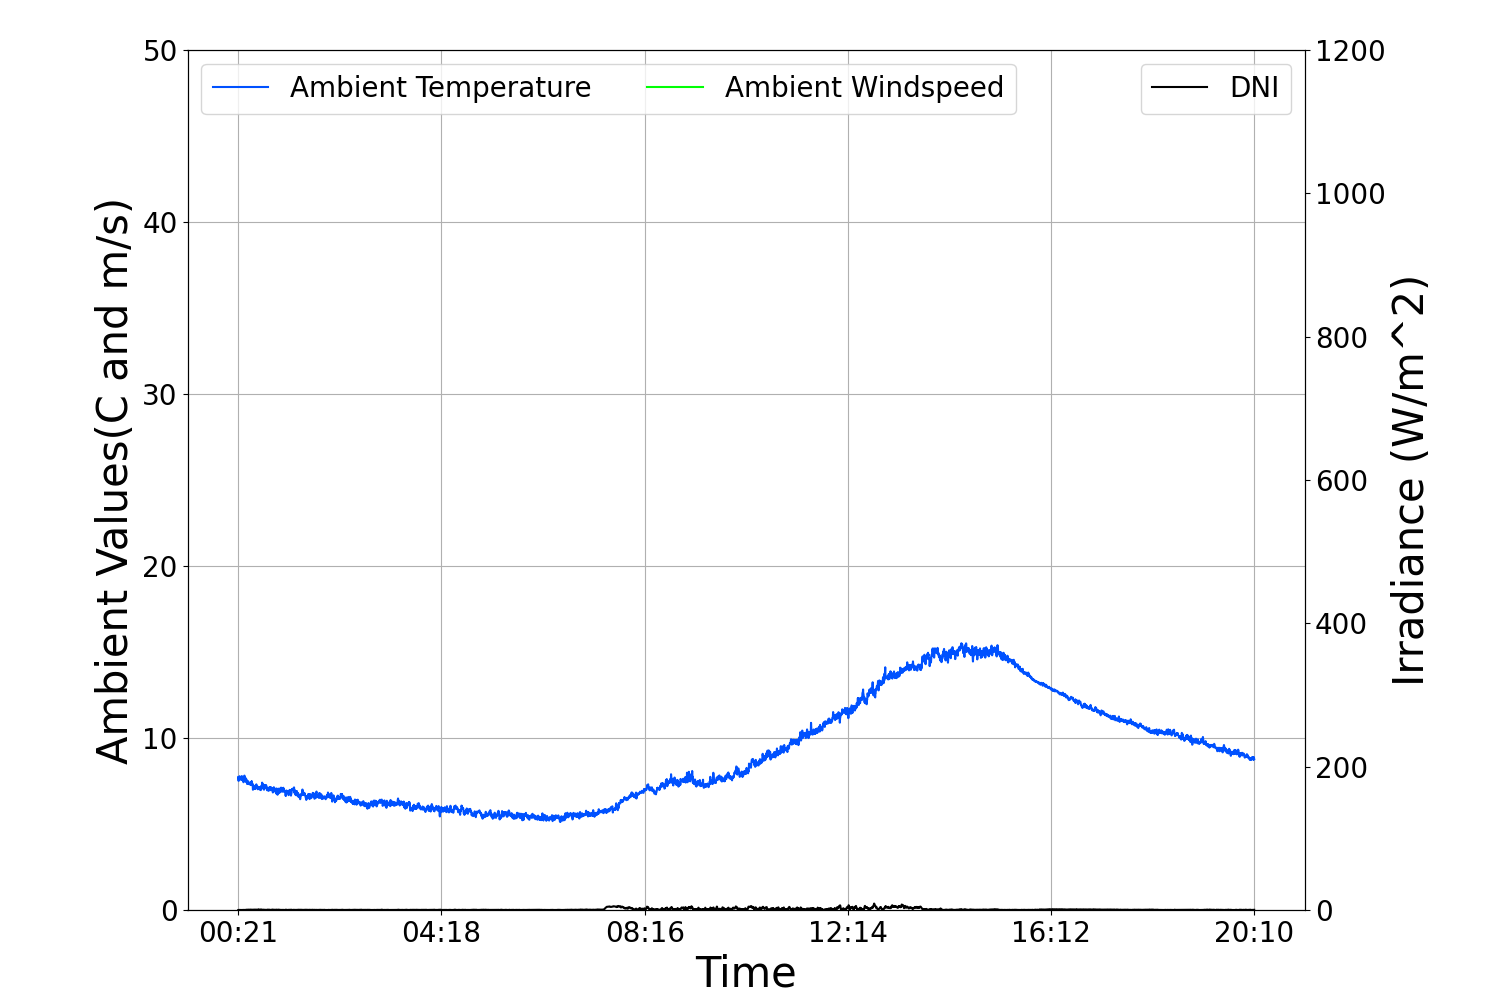 Ambient Temperature
Ambient Windspeed
DNI
50
40
30
20
10
0
Ambient Values(C and m/s)
1200
1000
800
600
400
200
0
Irradiance (W/m^2)
00:21 04:18 08:16 12:14 16:12 20:10
Time